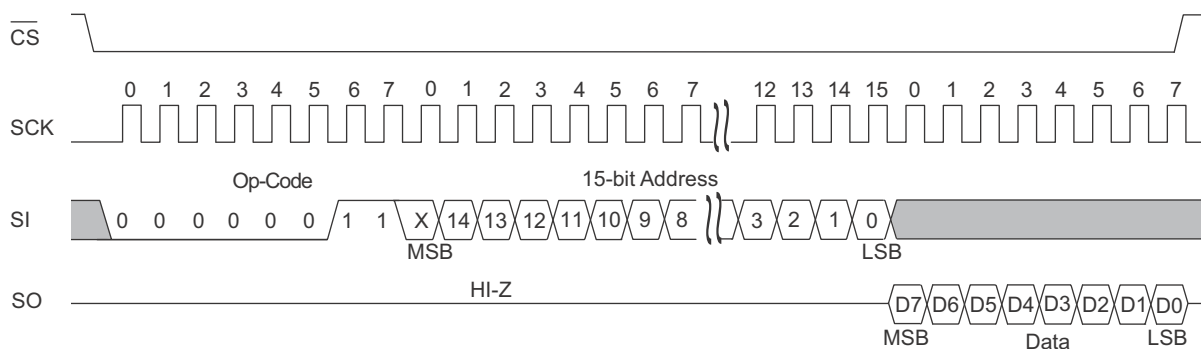 CS
0 1 2 3 4 5 6 7 0 1 2 3 4 5 6 7 12 13 14 15 0 1 2 3 4 5 6 7
SCK
Op-Code 15-bit Address
SI 0 0 0 0 0 0 1 1 X 14 13 12 11 10 9 8 3 2 1 0
MSB LSB
HI-Z
SO D7 D6 D5 D4 D3 D2 D1 D0
MSB Data LSB